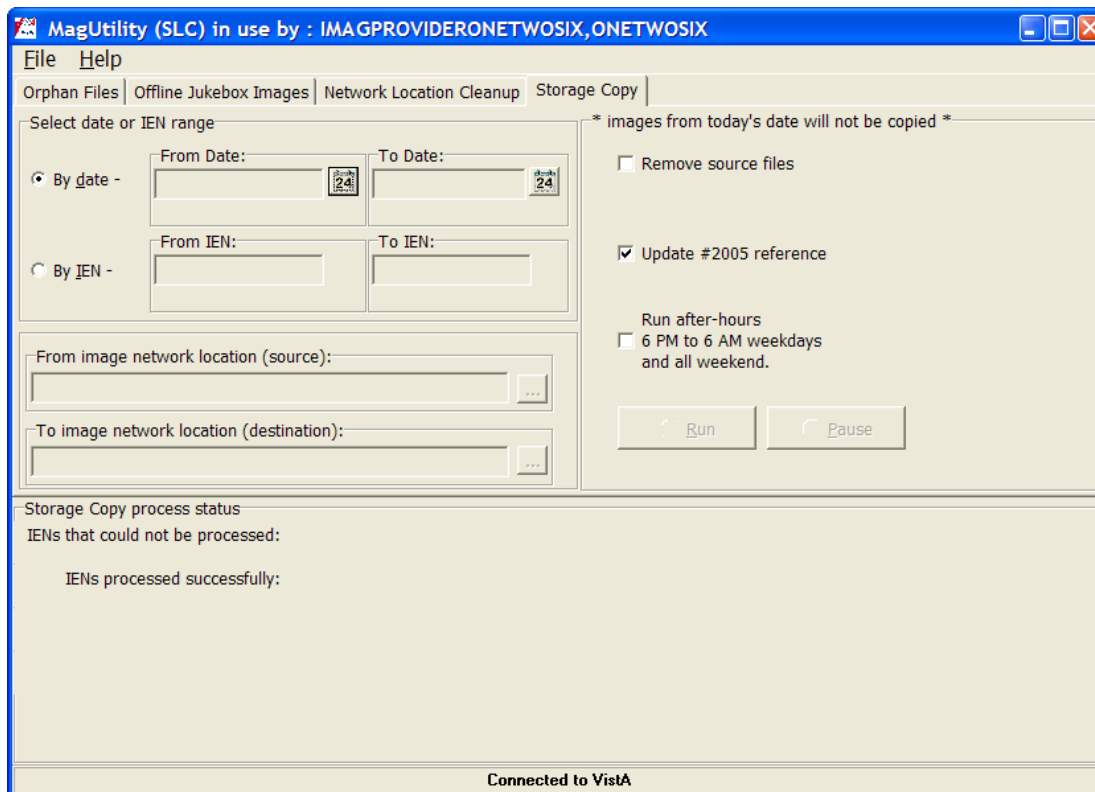 MagUtility (SLC) in use by : IMAGPROVIDERONETWOSIX,ONETWOSIX
File Help
Orphan Files Offline Jukebox Images Network Location Cleanup Storage Copy
Select date or IEN range
By date -
From Date:
24
To Date:
24
By IEN -
From IEN:
To IEN:
From image network location (source):
...
To image network location (destination):
...
* images from today's date will not be copied *
Remove source files
Update #2005 reference
Run after-hours
6 PM to 6 AM weekdays
and all weekend.
Run Pause
Storage Copy process status
IENs that could not be processed:
IENs processed successfully:
Connected to VistA